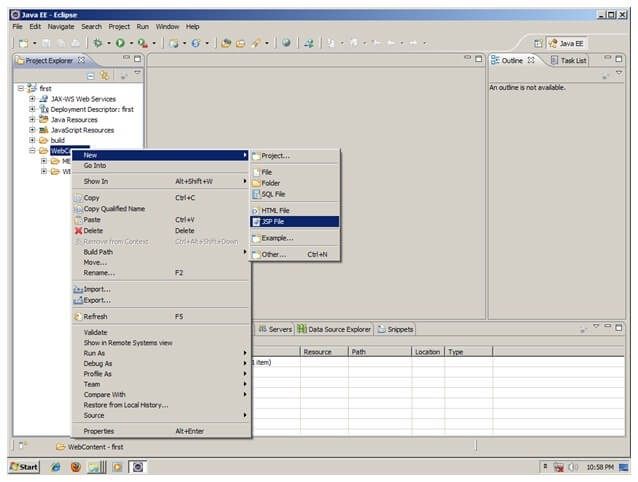 Java EE - Eclipse
File Edit Navigate Search Project Run Window Help
Java EE
Project Explorer
Outline
Task List
An outline is not available.
first
JAX-WS Web Services
Deployment Descriptor: first
Java Resources
JavaScript Resources
build
WebCo
ME
WE
New
Go Into
Show In Alt+Shift+W
Copy Ctrl+C
Copy Qualified Name
Paste Ctrl+V
Delete Delete
Remove from Context Ctrl+Alt+Shift+Down
Build Path
Move...
Rename... F2
Import...
Export...
Refresh F5
Validate
Show in Remote Systems view
Run As
Debug As
Profile As
Team
Compare With
Restore from Local History...
Source
Properties Alt+Enter
Project...
File
Folder
SQL File
HTML File
JSP File
Example...
Other... Ctrl+N
Servers
Data Source Explorer
Snippets
Resource Path Location Type
1 item)
WebContent - first
Start
10:58 PM